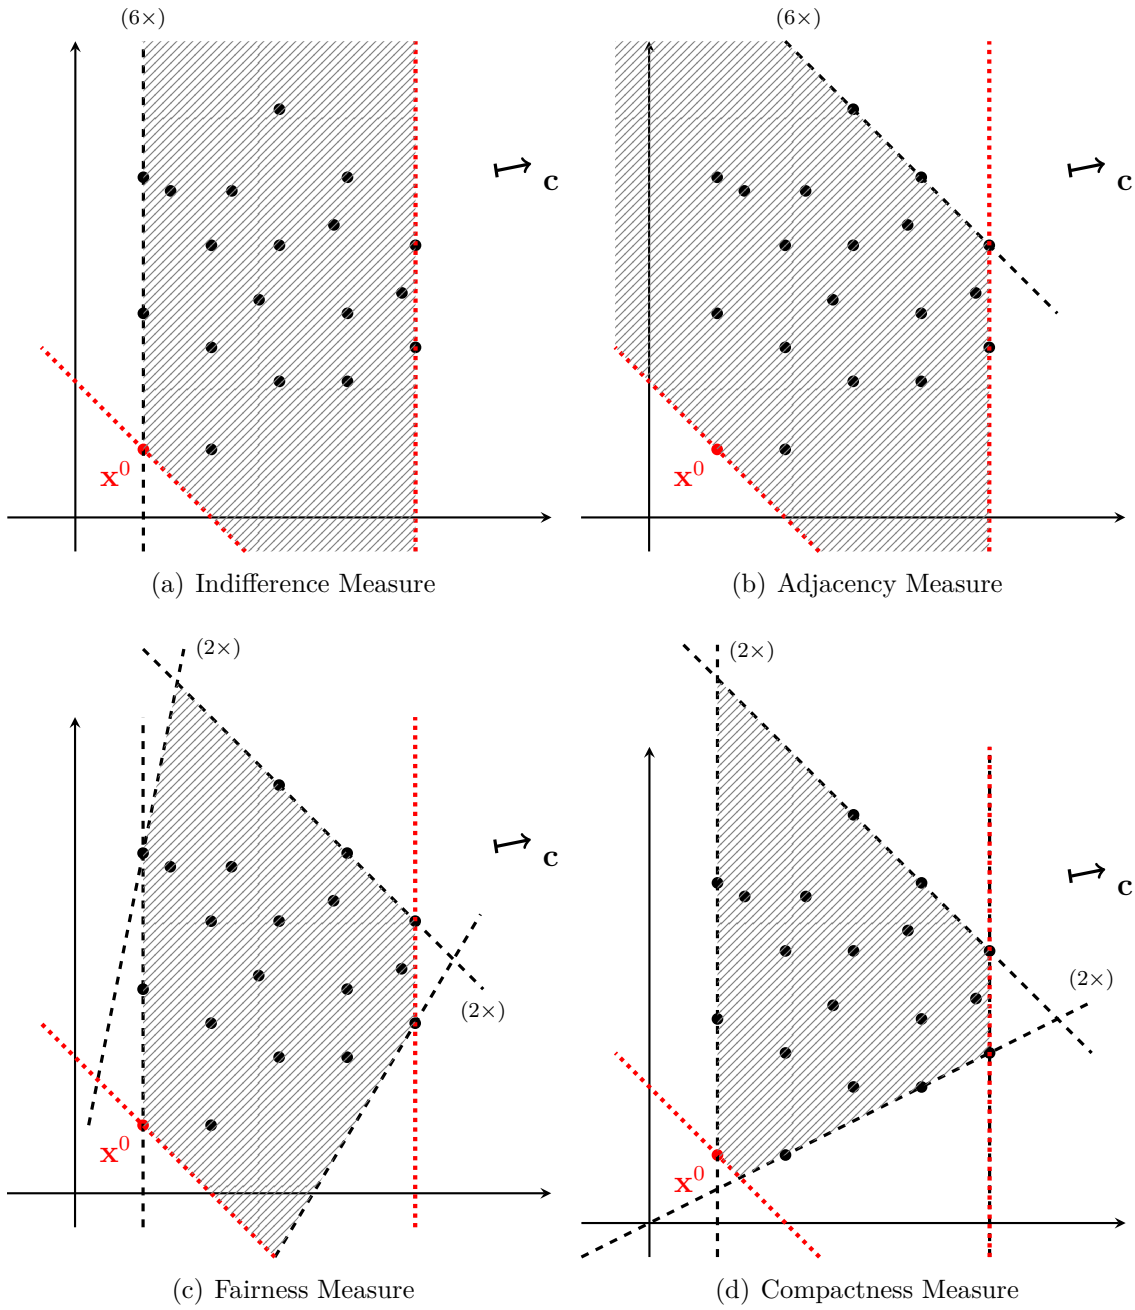 (6×)
(6×)
c
c
x⁰
x⁰
(a) Indifference Measure
(b) Adjacency Measure
(2×)
(2×)
c
c
(2×)
(2×)
x⁰
x⁰
(c) Fairness Measure
(d) Compactness Measure